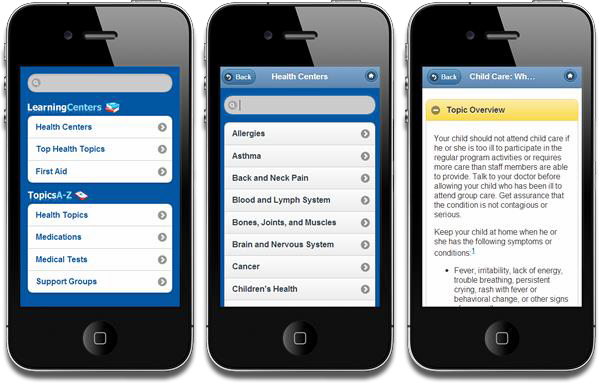 LearningCenters
Health Centers
Top Health Topics
First Aid
TopicsA-Z
Health Topics
Medications
Medical Tests
Support Groups
Back
Health Centers
Allergies
Asthma
Back and Neck Pain
Blood and Lymph System
Bones, Joints, and Muscles
Brain and Nervous System
Cancer
Children's Health
Back
Child Care: Wh...
Topic Overview
Your child should not attend child care if
he or she is too ill to participate in the
regular program activities or requires
more care than staff members are
able to provide. Talk to your doctor before
allowing your child who has been ill to
attend group care. Get assurance that
the condition is not contagious or
serious.
Keep your child at home when he or
she has the following symptoms or
conditions:1
• Fever, irritability, lack of energy,
trouble breathing, persistent
crying, rash with fever or
behavioral change, or other signs